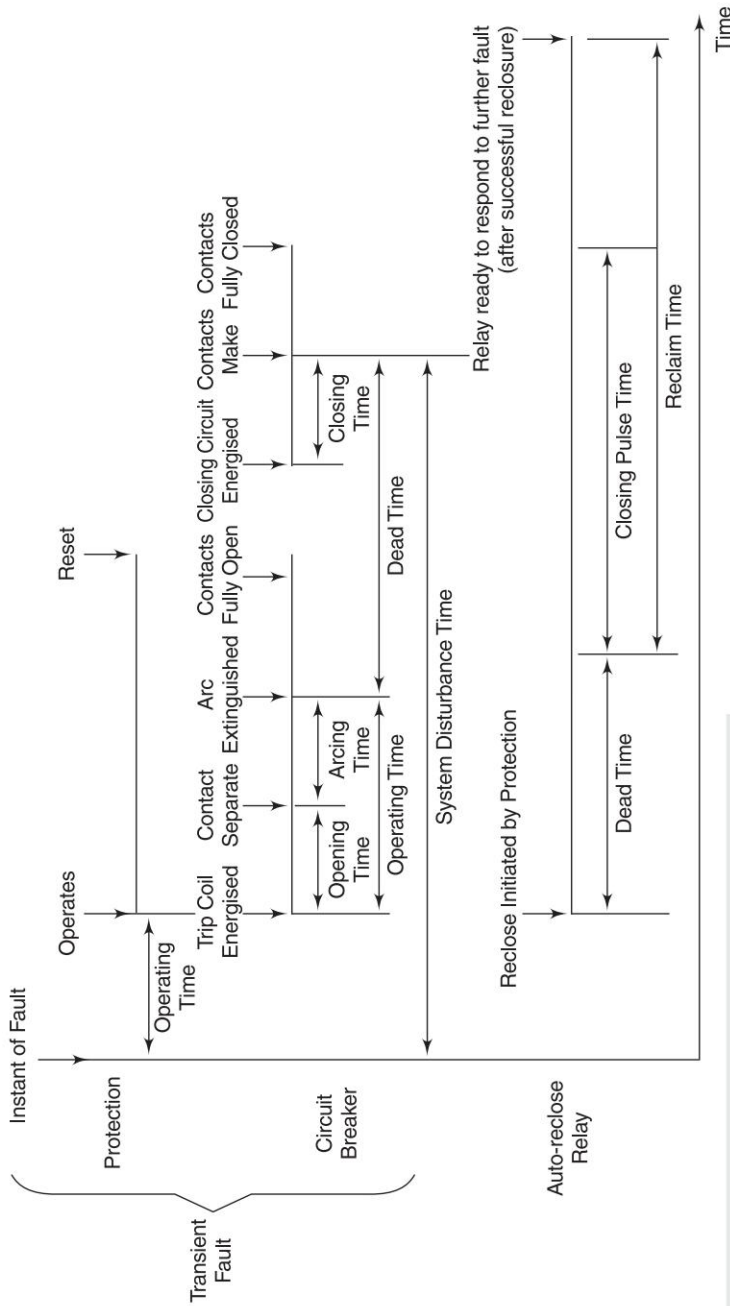 Instant of Fault
Operates
Reset
Protection
Operating
Time
Transient
Fault
Trip Coil
Energised
Contact
Separate
Arc
Extinguished
Contacts
Fully Open
Closing Circuit
Energised
Contacts
Make
Contacts
Fully Closed
Circuit
Breaker
Opening
Time
Arcing
Time
Closing
Time
Operating Time
Dead Time
System Disturbance Time
Reclose Initiated by Protection
Relay ready to respond to further fault
(after successful reclosure)
Auto-reclose
Relay
Dead Time
Closing Pulse Time
Reclaim Time
Time